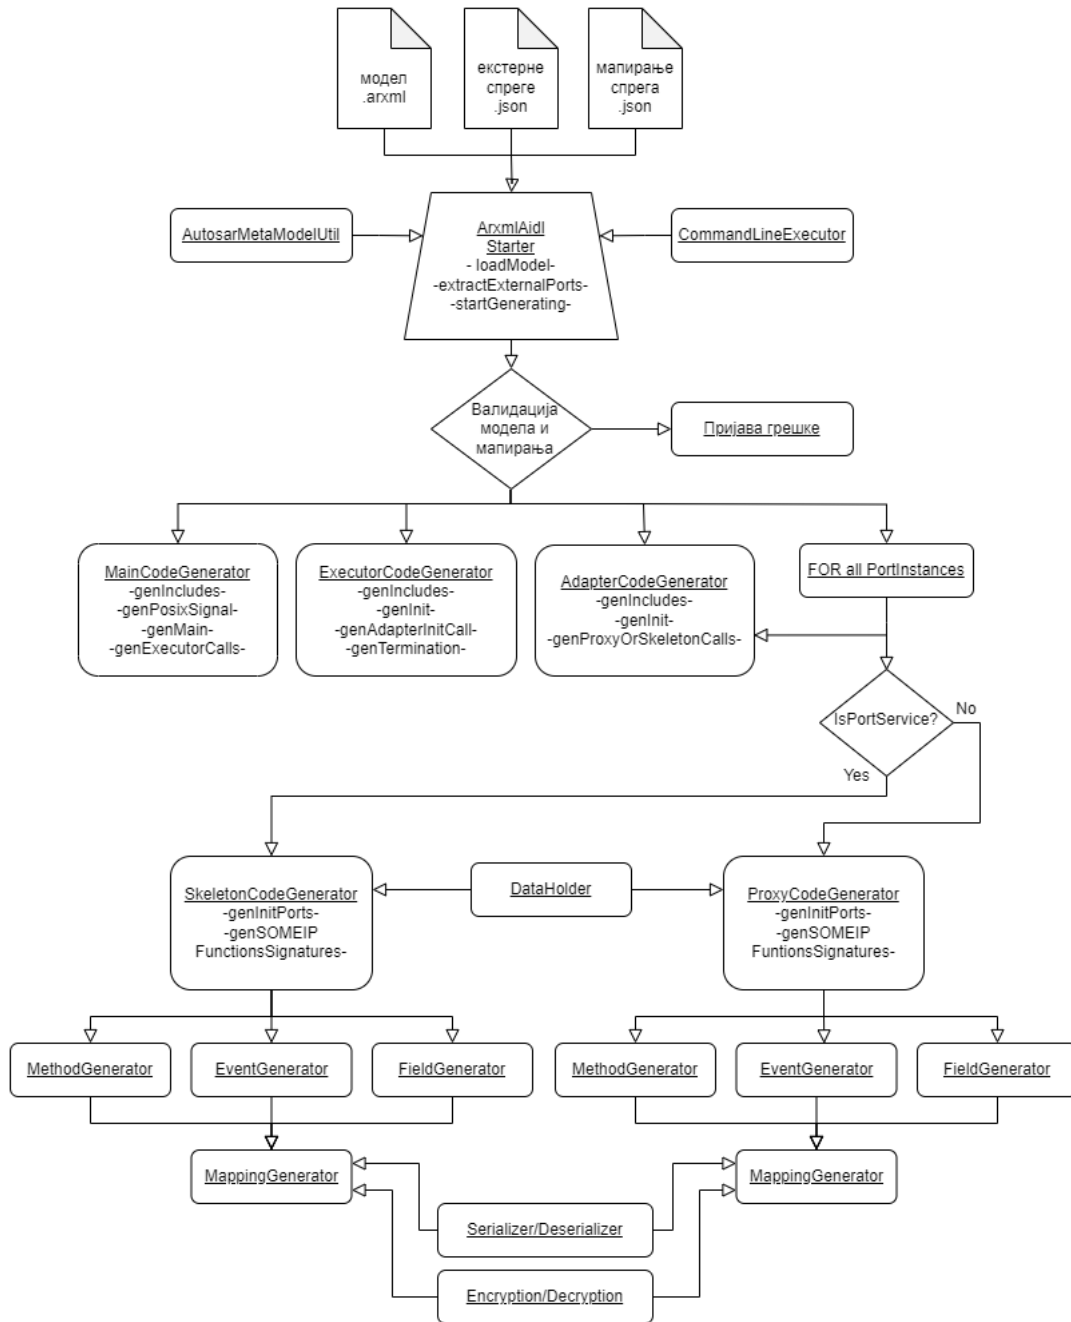 модел
.arxml
екстерне
спреге
.json
мапирање
спрега
.json
AutosarMetaModelUtil
ArxmlAidl
Starter
- loadModel-
-extractExternalPorts-
-startGenerating-
CommandLineExecutor
Валидација
модела и
мапирања
Пријава грешке
MainCodeGenerator
-genIncludes-
-genPosixSignal-
-genMain-
-genExecutorCalls-
ExecutorCodeGenerator
-genIncludes-
-genInit-
-genAdapterInitCall-
-genTermination-
AdapterCodeGenerator
-genIncludes-
-genInit-
-genProxyOrSkeletonCalls-
FOR all PortInstances
IsPortService?
No
Yes
SkeletonCodeGenerator
-genInitPorts-
-genSOMEIP
FunctionsSignatures-
DataHolder
ProxyCodeGenerator
-genInitPorts-
-genSOMEIP
FuntionsSignatures-
MethodGenerator
EventGenerator
FieldGenerator
MethodGenerator
EventGenerator
FieldGenerator
MappingGenerator
MappingGenerator
Serializer/Deserializer
Encryption/Decryption